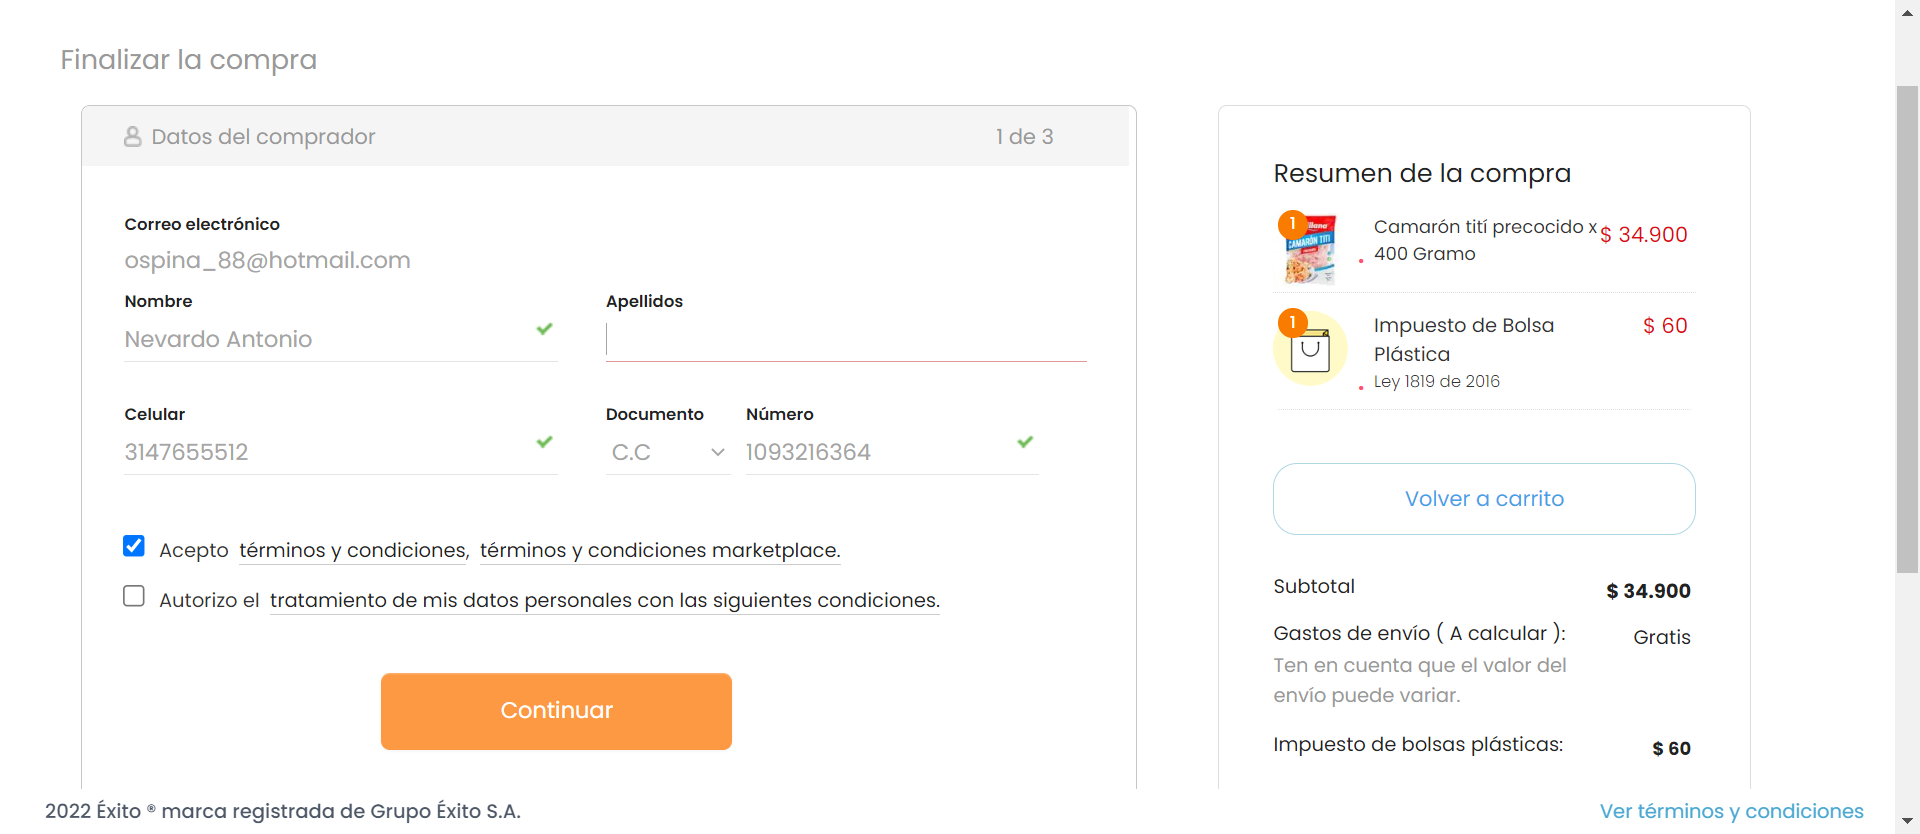 Finalizar la compra
Datos del comprador
1 de 3
Correo electrónico
ospina_88@hotmail.com
Nombre
Apellidos
Nevardo Antonio
Celular
Documento
Número
3147655512
C.C
1093216364
Acepto términos y condiciones, términos y condiciones marketplace.
Autorizo el tratamiento de mis datos personales con las siguientes condiciones.
Continuar
Resumen de la compra
1
CAMARÓN TITÍ
Camarón tití precocido x
400 Gramo
$ 34.900
1
Impuesto de Bolsa
Plástica
Ley 1819 de 2016
$ 60
Volver a carrito
Subtotal
$ 34.900
Gastos de envío ( A calcular ):
Gratis
Ten en cuenta que el valor del
envío puede variar.
Impuesto de bolsas plásticas:
$ 60
2022 Éxito ® marca registrada de Grupo Éxito S.A.
Ver términos y condiciones